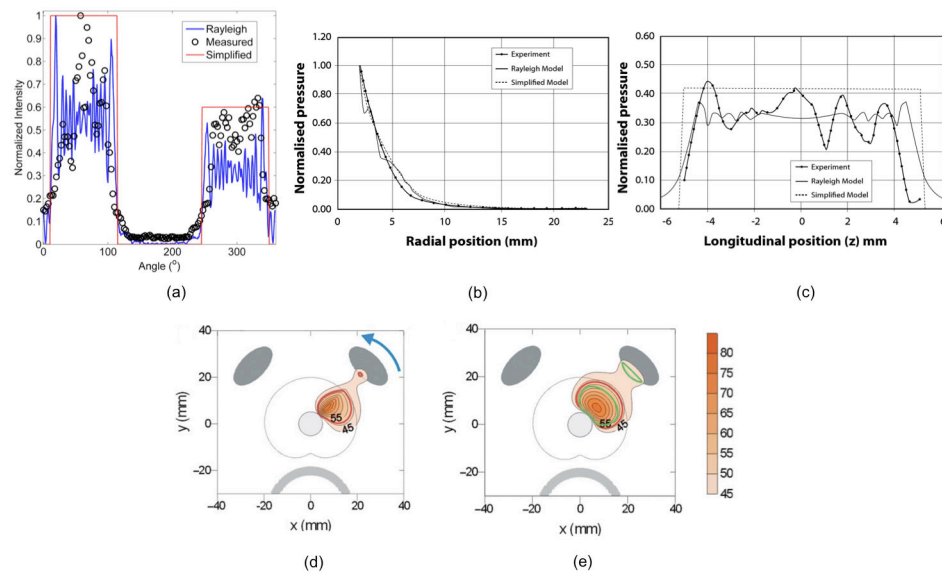 1
0.9
0.8
0.7
0.6
0.5
0.4
0.3
0.2
0.1
0
0 100 200 300
Normalized Intensity
Angle (°)
Rayleigh
Measured
Simplified
(a)
1.20
1.00
0.80
0.60
0.40
0.20
0.00
0 5 10 15 20 25
Normalised pressure
Radial position (mm)
Experiment
Rayleigh Model
Simplified Model
(b)
0.60
0.50
0.40
0.30
0.20
0.10
0.00
-6 -4 -2 0 2 4 6
Normalised pressure
Longitudinal position (z) mm
Experiment
Rayleigh Model
Simplified Model
(c)
40
20
0
−20
−40 −20 0 20 40
y (mm)
x (mm)
55
45
(d)
40
20
0
−20
−40 −20 0 20 40
y (mm)
x (mm)
55
45
(e)
80
75
70
65
60
55
50
45